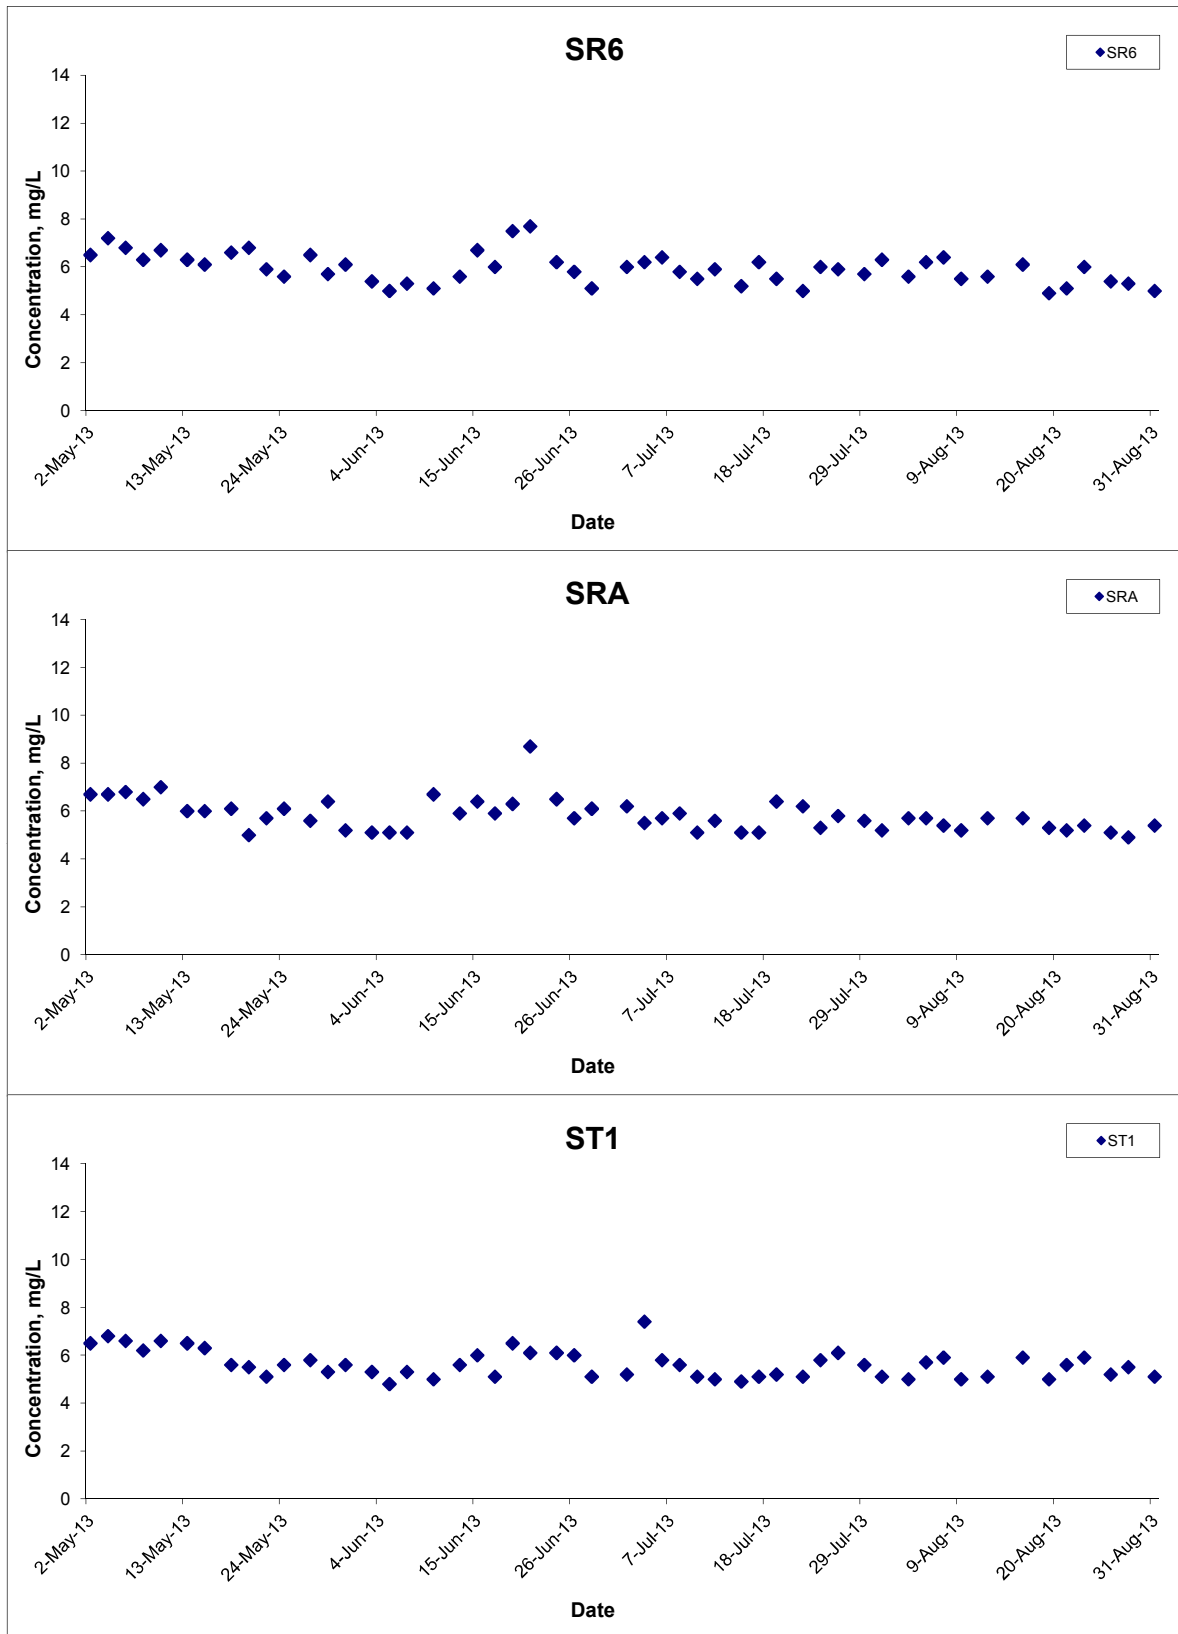 SR6
SR6
14
12
10
8
6
4
2
0
Concentration, mg/L
2-May-13
13-May-13
24-May-13
4-Jun-13
15-Jun-13
26-Jun-13
7-Jul-13
18-Jul-13
29-Jul-13
9-Aug-13
20-Aug-13
31-Aug-13
Date
SRA
SRA
14
12
10
8
6
4
2
0
Concentration, mg/L
2-May-13
13-May-13
24-May-13
4-Jun-13
15-Jun-13
26-Jun-13
7-Jul-13
18-Jul-13
29-Jul-13
9-Aug-13
20-Aug-13
31-Aug-13
Date
ST1
ST1
14
12
10
8
6
4
2
0
Concentration, mg/L
2-May-13
13-May-13
24-May-13
4-Jun-13
15-Jun-13
26-Jun-13
7-Jul-13
18-Jul-13
29-Jul-13
9-Aug-13
20-Aug-13
31-Aug-13
Date